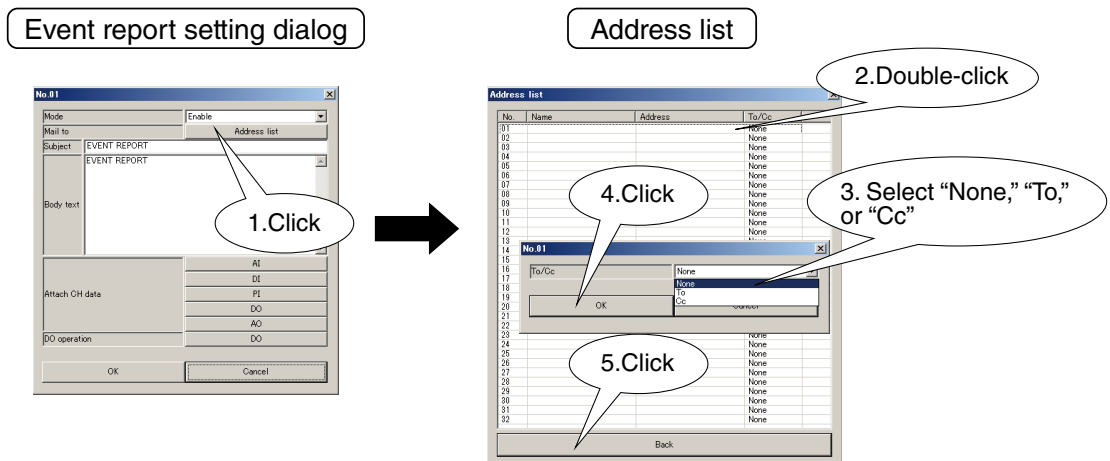 Event report setting dialog
Address list
No.01
Mode
Enable
Mail to
Address list
Subject
EVENT REPORT
Body text
EVENT REPORT
1.Click
Attach CH data
AI
DI
PI
DO
AO
DO operation
DO
OK
Cancel
Address list
2.Double-click
No. Name Address To/Cc
01 None
02 None
03 None
04 None
05 None
06 None
07 None
08 None
09 None
10 None
11 None
12 None
13 None
14
15
16
17
18
19
20
21
22
23 None
24 None
25 None
26 None
27 None
28 None
29 None
30 None
31 None
32 None
4.Click
3. Select “None,” “To,”
or “Cc”
No.01
To/Cc
None
None
To
Cc
OK
Cancel
5.Click
Back